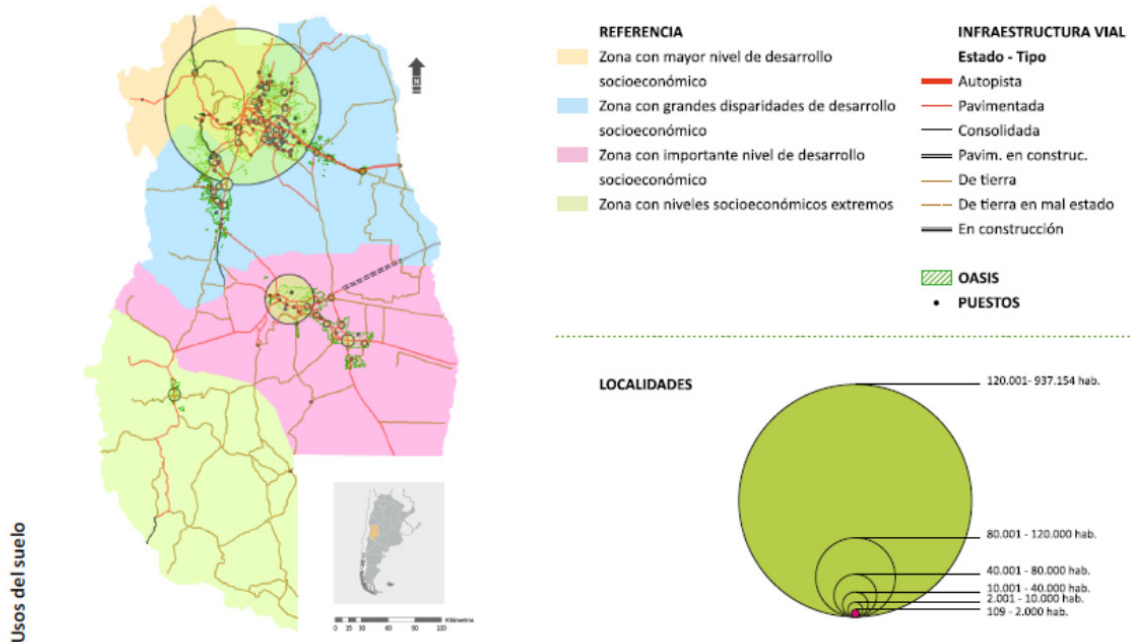 REFERENCIA
Zona con mayor nivel de desarrollo
socioeconómico
Zona con grandes disparidades de desarrollo
socioeconómico
Zona con importante nivel de desarrollo
socioeconómico
Zona con niveles socioeconómicos extremos
INFRAESTRUCTURA VIAL
Estado - Tipo
Autopista
Pavimentada
Consolidada
Pavim. en construc.
De tierra
De tierra en mal estado
En construcción
OASIS
PUESTOS
LOCALIDADES
120.001- 937.154 hab.
80.001 - 120.000 hab.
40.001 - 80.000 hab.
10.001 - 40.000 hab.
2.001 - 10.000 hab.
109 - 2.000 hab.
N
Kilómetros
Usos del suelo